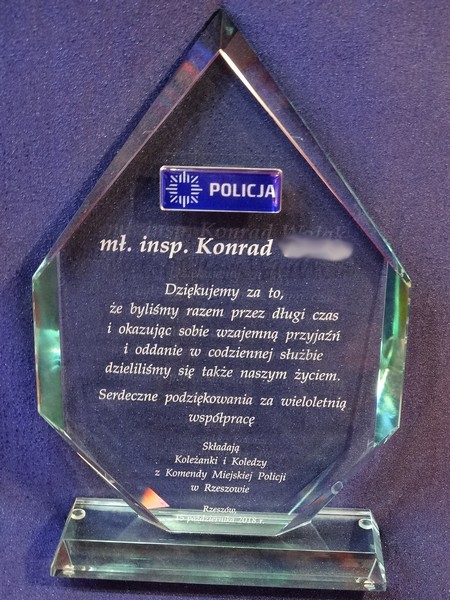 POLICJA
mł. insp. Konrad
Dziękujemy za to,
że byliśmy razem przez długi czas
i okazując sobie wzajemną przyjaźń
i oddanie w codziennej służbie
dzieliliśmy się także naszym życiem.
Serdeczne podziękowania za wieloletnią
współpracę
Składają
Koleżanki i Koledzy
z Komendy Miejskiej Policji
w Rzeszowie
Rzeszów,
2018 r.